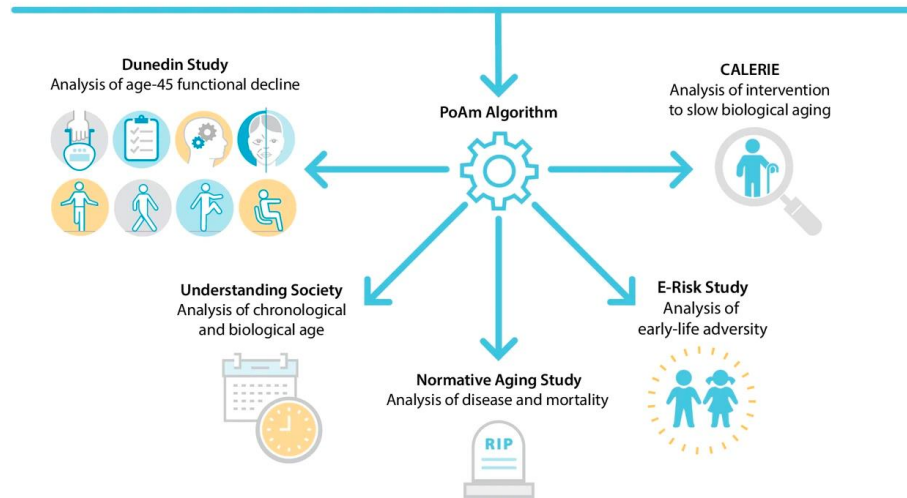 Dunedin Study
Analysis of age-45 functional decline
PoAm Algorithm
CALERIE
Analysis of intervention
to slow biological aging
Understanding Society
Analysis of chronological
and biological age
Normative Aging Study
Analysis of disease and mortality
RIP
E-Risk Study
Analysis of
early-life adversity